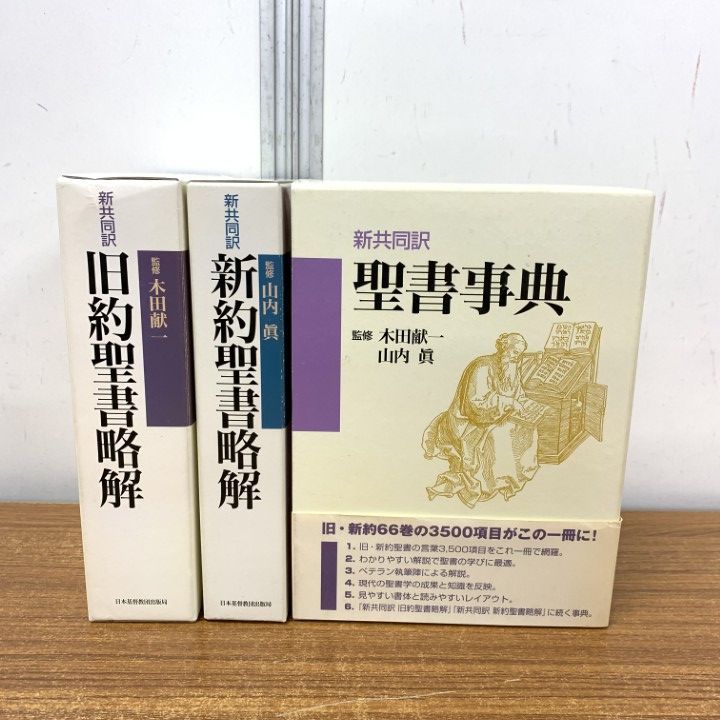 新共同訳
旧約聖書略解
監修 木田献一
日本基督教団出版局
新共同訳
新約聖書略解
監修 山内 眞
日本基督教団出版局
新共同訳
聖書事典
監修 木田献一
山内 眞
旧・新約66巻の3500項目がこの一冊に!
1. 旧・新約聖書の言葉3,500項目をこれ一冊で網羅。
2. わかりやすい解説で聖書の学びに最適。
3. ベテラン執筆陣による解説。
4. 現代の聖書学の成果と知識を反映。
5. 見やすい書体と読みやすいレイアウト。
6. 「新共同訳 旧約聖書略解」「新共同訳 新約聖書略解」に続く事典。